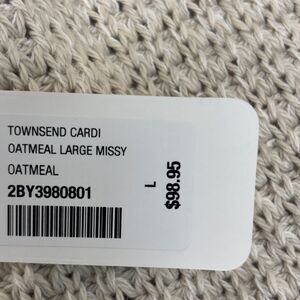 TOWNSEND CARDI
OATMEAL LARGE MISSY
OATMEAL
2BY3980801
L
$98.95